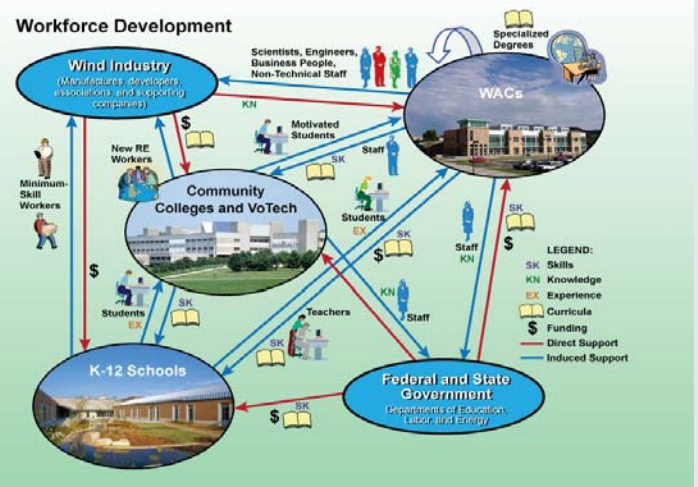 Workforce Development
Specialized
Degrees
Wind Industry
(Manufactures, developers,
associations, and supporting
companies)
Scientists, Engineers,
Business People,
Non-Technical Staff
WACs
KN
$
Motivated
Students
New RE
Workers
SK
Staff
Minimum-
Skill
Workers
Community
Colleges and VoTech
Students
EX
SK
$
SK
$
Staff
KN
$
LEGEND:
SK Skills
KN Knowledge
EX Experience
Curricula
$ Funding
Direct Support
Induced Support
Students
EX
SK
KN
Staff
Teachers
SK
K-12 Schools
Federal and State
Government
Departments of Education,
Labor, and Energy
$
SK